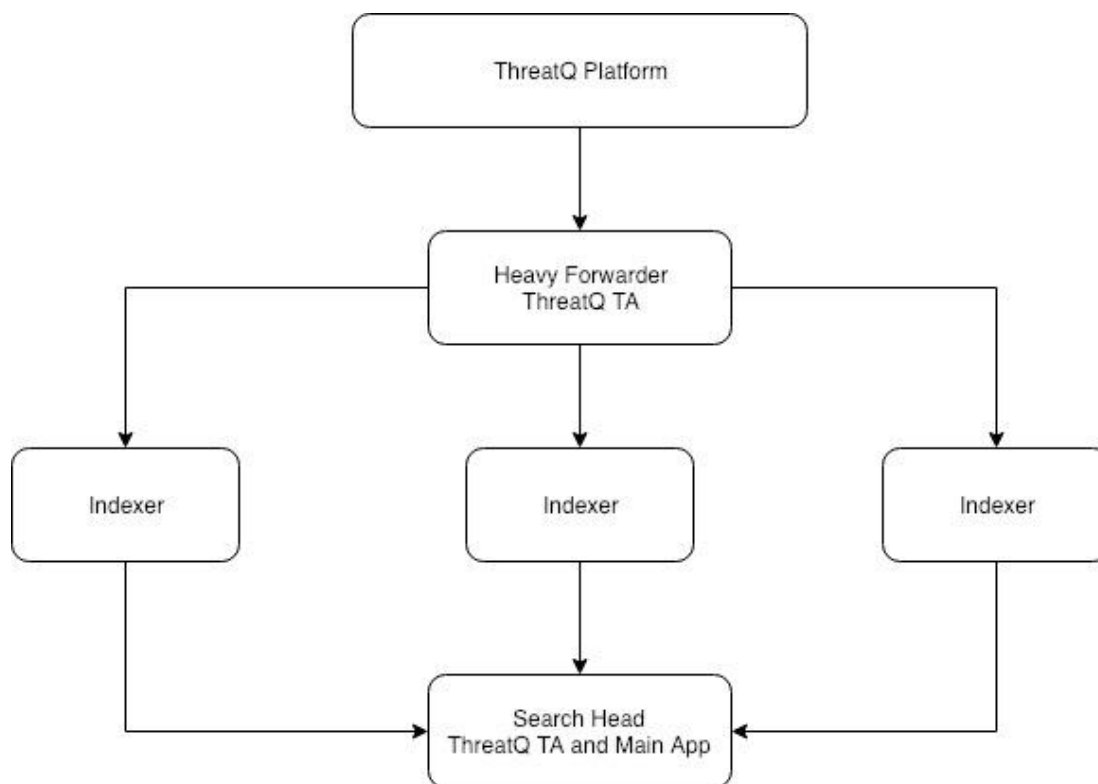 ThreatQ Platform
Heavy Forwarder
ThreatQ TA
Indexer
Indexer
Indexer
Search Head
ThreatQ TA and Main App